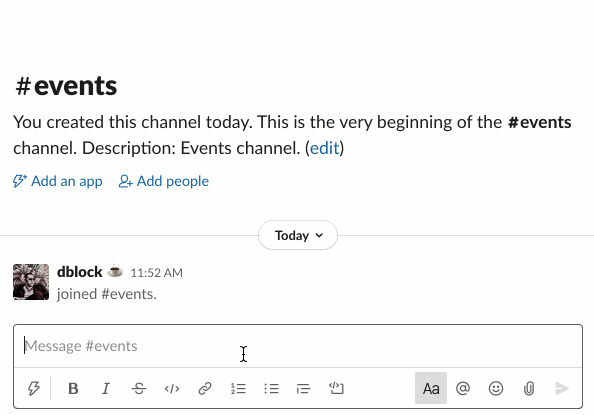 #events
You created this channel today. This is the very beginning of the #events
channel. Description: Events channel. (edit)
Add an app Add people
Today
dblock 11:52 AM
joined #events.
Message #events
B I S </> Aa @